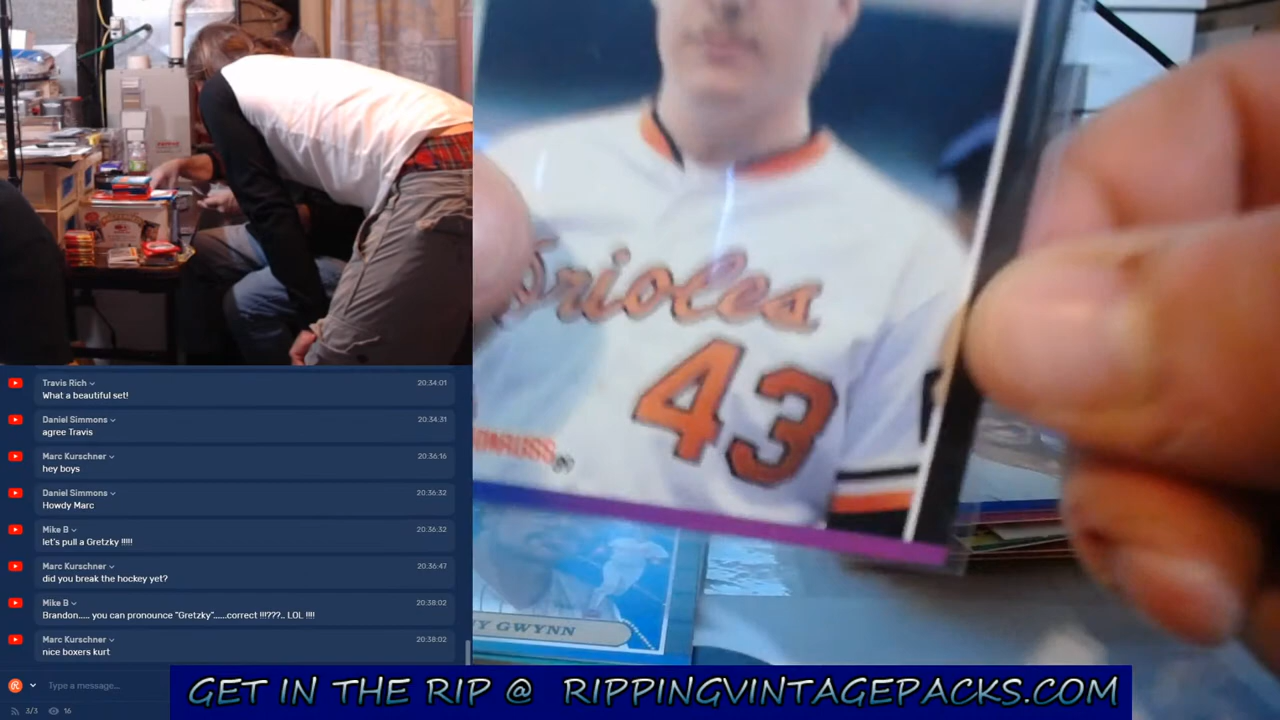 Orioles
43
DONRUSS
Y GWYNN
Travis Rich
20:34:01
What a beautiful set!
Daniel Simmons
20:34:31
agree Travis
Marc Kurschner
20:36:16
hey boys
Daniel Simmons
20:36:32
Howdy Marc
Mike B
20:36:32
let's pull a Gretzky !!!!!
Marc Kurschner
20:36:47
did you break the hockey yet?
Mike B
20:38:02
Brandon..... you can pronounce "Gretzky"......correct !!!???.. LOL !!!!
Marc Kurschner
20:38:02
nice boxers kurt
Type a message...
3/3 16
GET IN THE RIP @ RIPPINGVINTAGEPACKS.COM